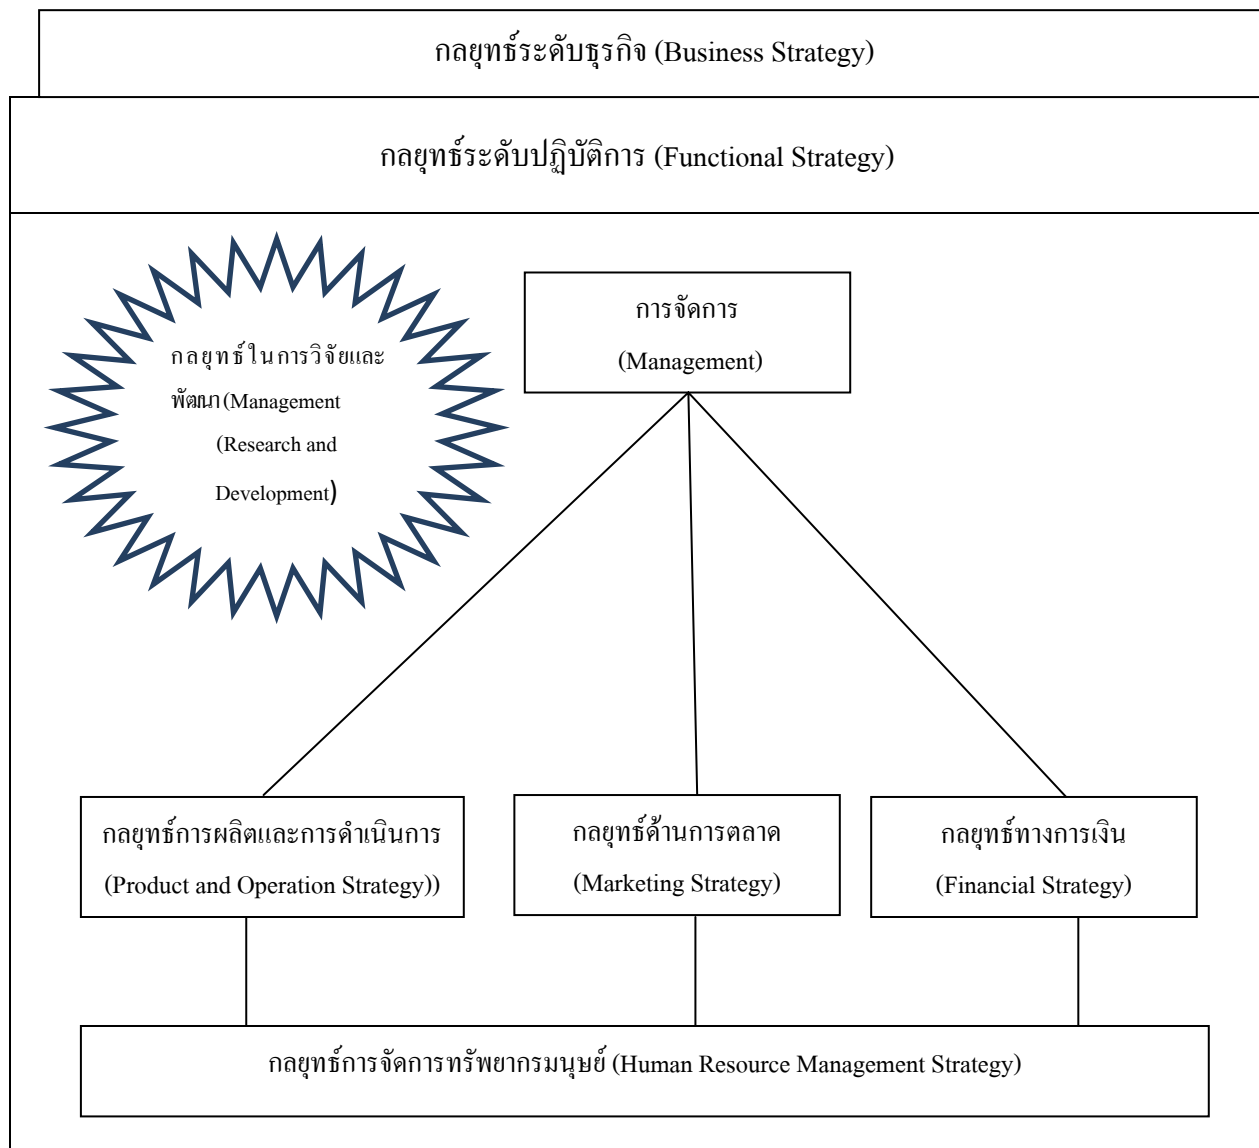 กลยุทธ์ระดับธุรกิจ (Business Strategy)
กลยุทธ์ระดับปฏิบัติการ (Functional Strategy)
กลยุทธ์ในการวิจัยและ
พัฒนา (Management
(Research and
Development)
การจัดการ
(Management)
กลยุทธ์การผลิตและการดำเนินการ
(Product and Operation Strategy))
กลยุทธ์ด้านการตลาด
(Marketing Strategy)
กลยุทธ์ทางการเงิน
(Financial Strategy)
กลยุทธ์การจัดการทรัพยากรมนุษย์ (Human Resource Management Strategy)